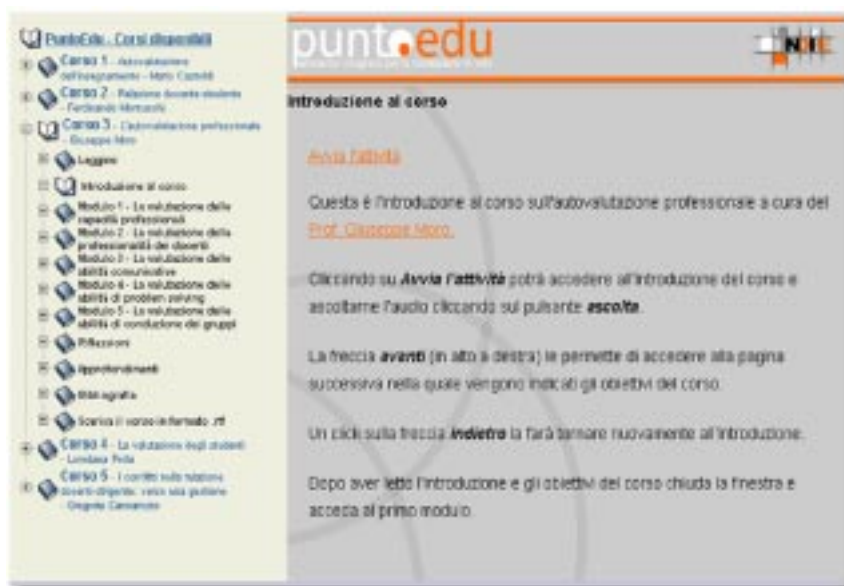 PuntoEdu - Corsi disponibili
Corso 1 - Autovalutazione
dell'insegnamento - Mario Castoldi
Corso 2 - Relazione docente studente
- Ferdinando
Corso 3 - L'autovalutazione professionale
- Giuseppe Moro
Leggimi
Introduzione al corso
Modulo 1 - La valutazione delle
capacità professionali
Modulo 2 - La valutazione della
professionalità dei docenti
Modulo 3 - La valutazione delle
abilità comunicative
Modulo 4 - La valutazione delle
abilità di problem solving
Modulo 5 - La valutazione delle
abilità di conduzione dei gruppi
Riflessioni
Approfondimenti
Bibliografia
Scarica il corso in formato .rtf
Corso 4 - La valutazione degli studenti
- Loredana Perla
Corso 5 - I conflitti nella relazione
docenti-dirigente: verso una gestione
- Gregorio
punto.edu
Introduzione al corso
Avvia l'attività
Questa è l'introduzione al corso sull'autovalutazione professionale a cura del
Prof. Giuseppe Moro.
Cliccando su Avvia l'attività potrà accedere all'introduzione del corso e
ascoltarne l'audio cliccando sul pulsante ascolta.
La freccia avanti (in alto a destra) le permette di accedere alla pagina
successiva nella quale vengono indicati gli obiettivi del corso.
Un click sulla freccia indietro la farà tornare nuovamente all'introduzione.
Dopo aver letto l'introduzione e gli obiettivi del corso chiuda la finestra e
acceda al primo modulo.